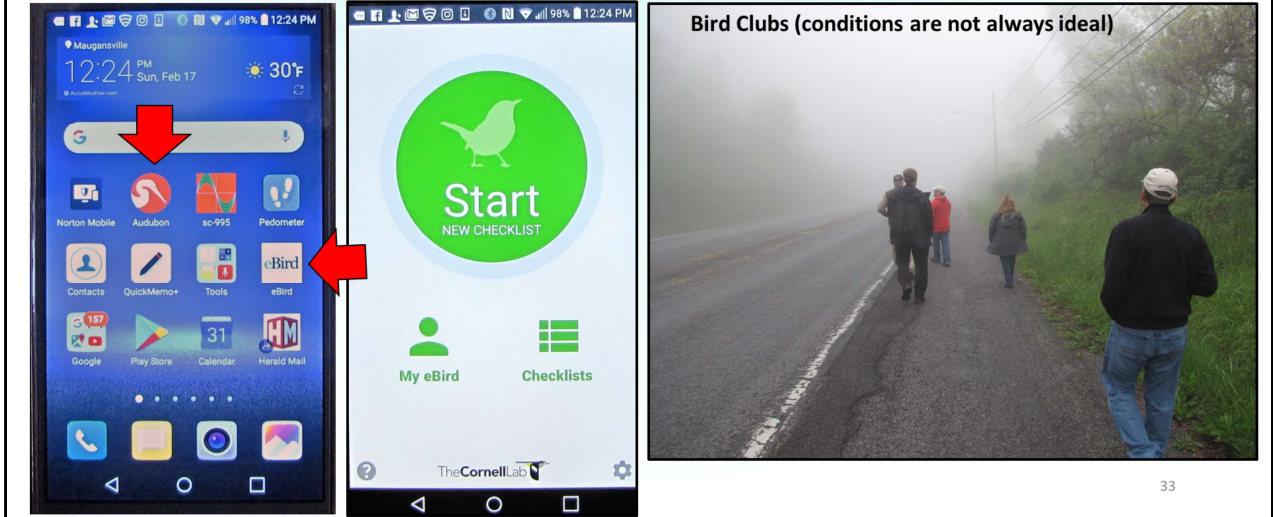 98% 12:24 PM
Maugansville
12:24 PM
Sun, Feb 17
30°F
AccuWeather.com
G
Norton Mobile
Audubon
sc-995
Pedometer
eBird
Contacts
QuickMemo+
Tools
eBird
G 157
31
HM
Google
Play Store
Calendar
Herald Mail
98% 12:24 PM
Start
NEW CHECKLIST
My eBird
Checklists
?
TheCornellLab
Bird Clubs (conditions are not always ideal)
33